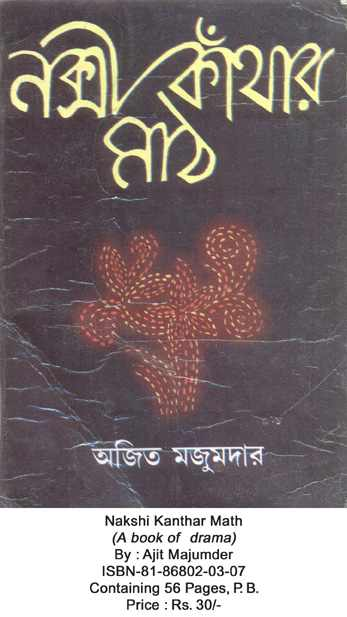 নক্সী কাঁথার
মাঠ
অজিত মজুমদার
Nakshi Kanthar Math
(A book of drama)
By : Ajit Majumder
ISBN-81-86802-03-07
Containing 56 Pages, P. B.
Price : Rs. 30/-